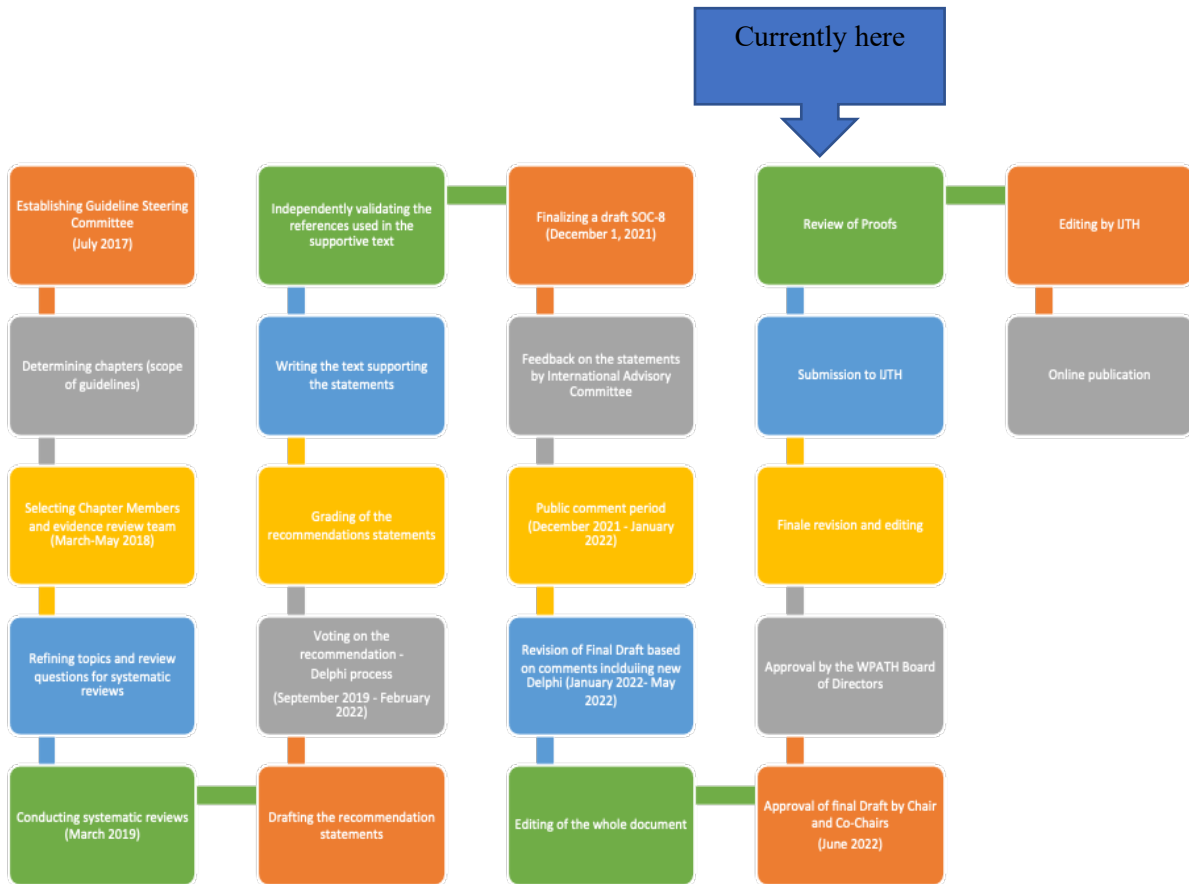 Currently here
Establishing Guideline Steering
Committee
(July 2017)
Determining chapters (scope
of guidelines)
Selecting Chapter Members
and evidence review team
(March-May 2018)
Refining topics and review
questions for systematic
reviews
Conducting systematic reviews
(March 2019)
Drafting the recommendation
statements
Voting on the
recommendation -
Delphi process
(September 2019 - February
2022)
Grading of the
recommendations statements
Writing the text supporting
the statements
Independently validating the
references used in the
supportive text
Finalizing a draft SOC-8
(December 1, 2021)
Feedback on the statements
by International Advisory
Committee
Public comment period
(December 2021 - January
2022)
Revision of Final Draft based
on comments inclduiing new
Delphi (January 2022- May
2022)
Editing of the whole document
Approval of final Draft by Chair
and Co-Chairs
(June 2022)
Approval by the WPATH Board
of Directors
Finale revision and editing
Submission to IJTH
Review of Proofs
Editing by IJTH
Online publication